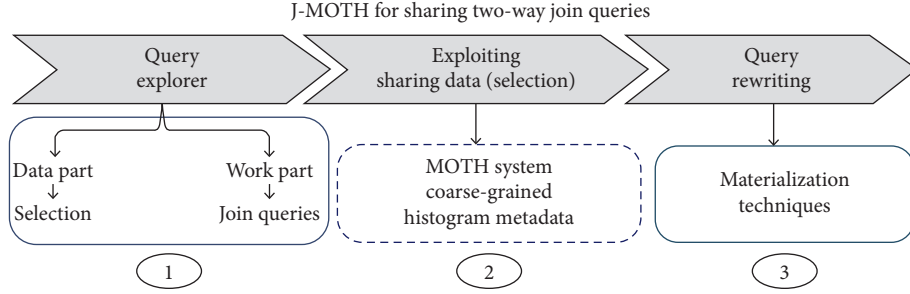 J-MOTH for sharing two-way join queries
Query
explorer
Exploiting
sharing data (selection)
Query
rewriting
Data part
Selection
Work part
Join queries
MOTH system
coarse-grained
histogram metadata
Materialization
techniques
1
2
3